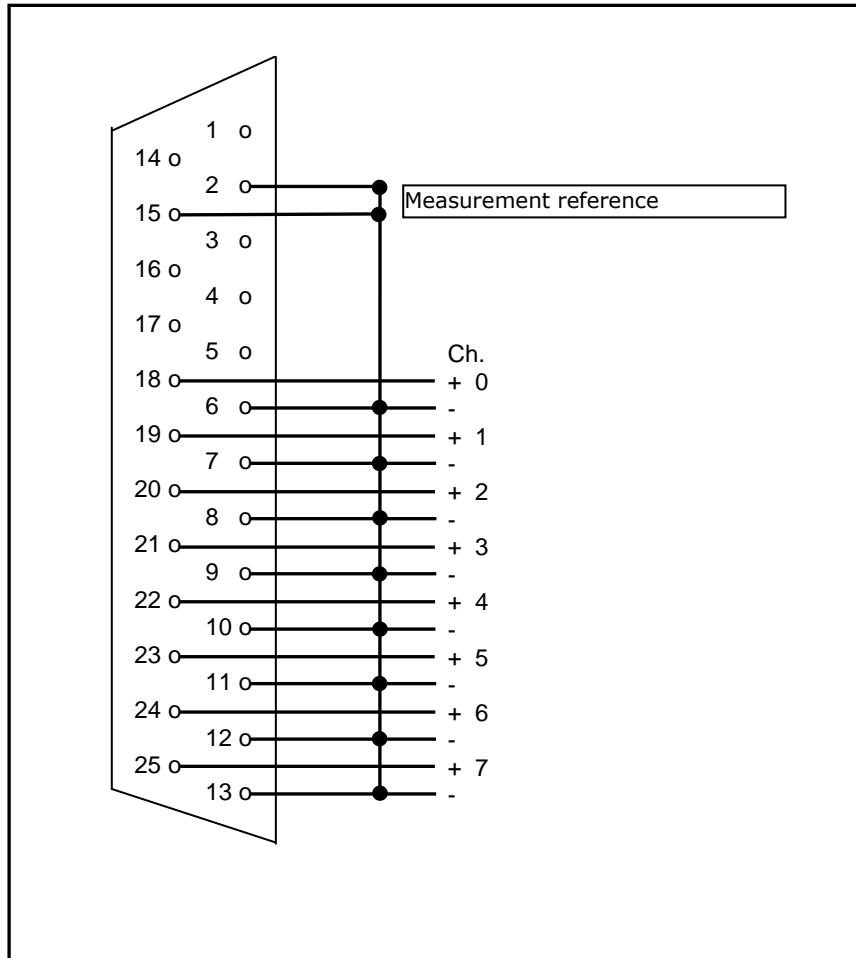 1 o
14 o
2 o
Measurement reference
15 o
3 o
16 o
4 o
17 o
5 o
Ch.
18 o + 0
6 o -
19 o + 1
7 o -
20 o + 2
8 o -
21 o + 3
9 o -
22 o + 4
10 o -
23 o + 5
11 o -
24 o + 6
12 o -
25 o + 7
13 o -